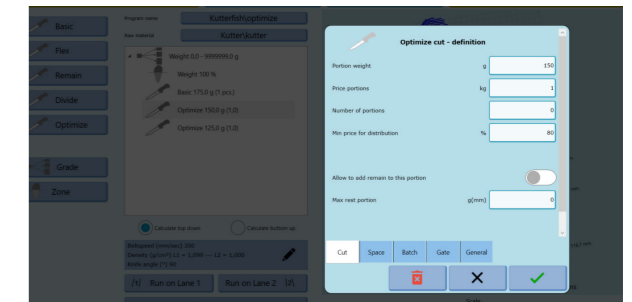 Basic
Flex
Remain
Divide
Optimize
Grade
Zone
Program name
Kutterfish\optimize
Raw material
Kutter\kutter
Weight 0,0 - 9999999,0 g
Weight 100 %
Basic 175,0 g (1 pcs.)
Optimize 150,0 g (1,0)
Optimize 125,0 g (1,0)
Calculate top down
Calculate bottom up
Beltspeed [mm/sec] 300
Knife angle [°] 90
Run on Lane 1
Run on Lane 2
Optimize cut - definition
Portion weight g 150
Price portions kg 1
Number of portions 0
Min price for distribution % 80
Allow to add remain to this portion
Max rest portion g(mm) 0
Cut Space Batch Gate General